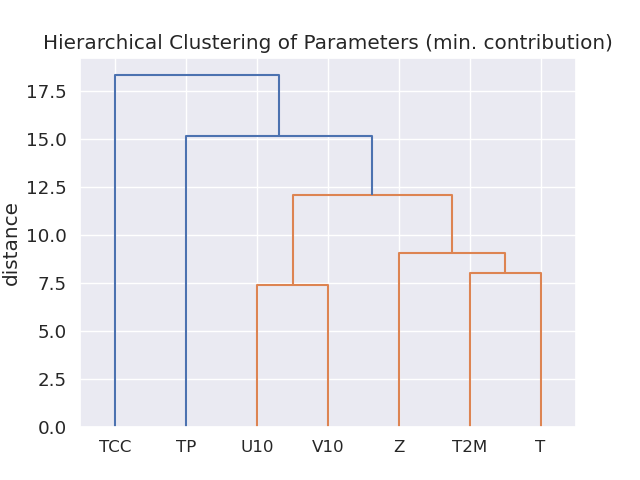 Hierarchical Clustering of Parameters (min. contribution)
distance
17.5
15.0
12.5
10.0
7.5
5.0
2.5
0.0
TCC TP U10 V10 Z T2M T